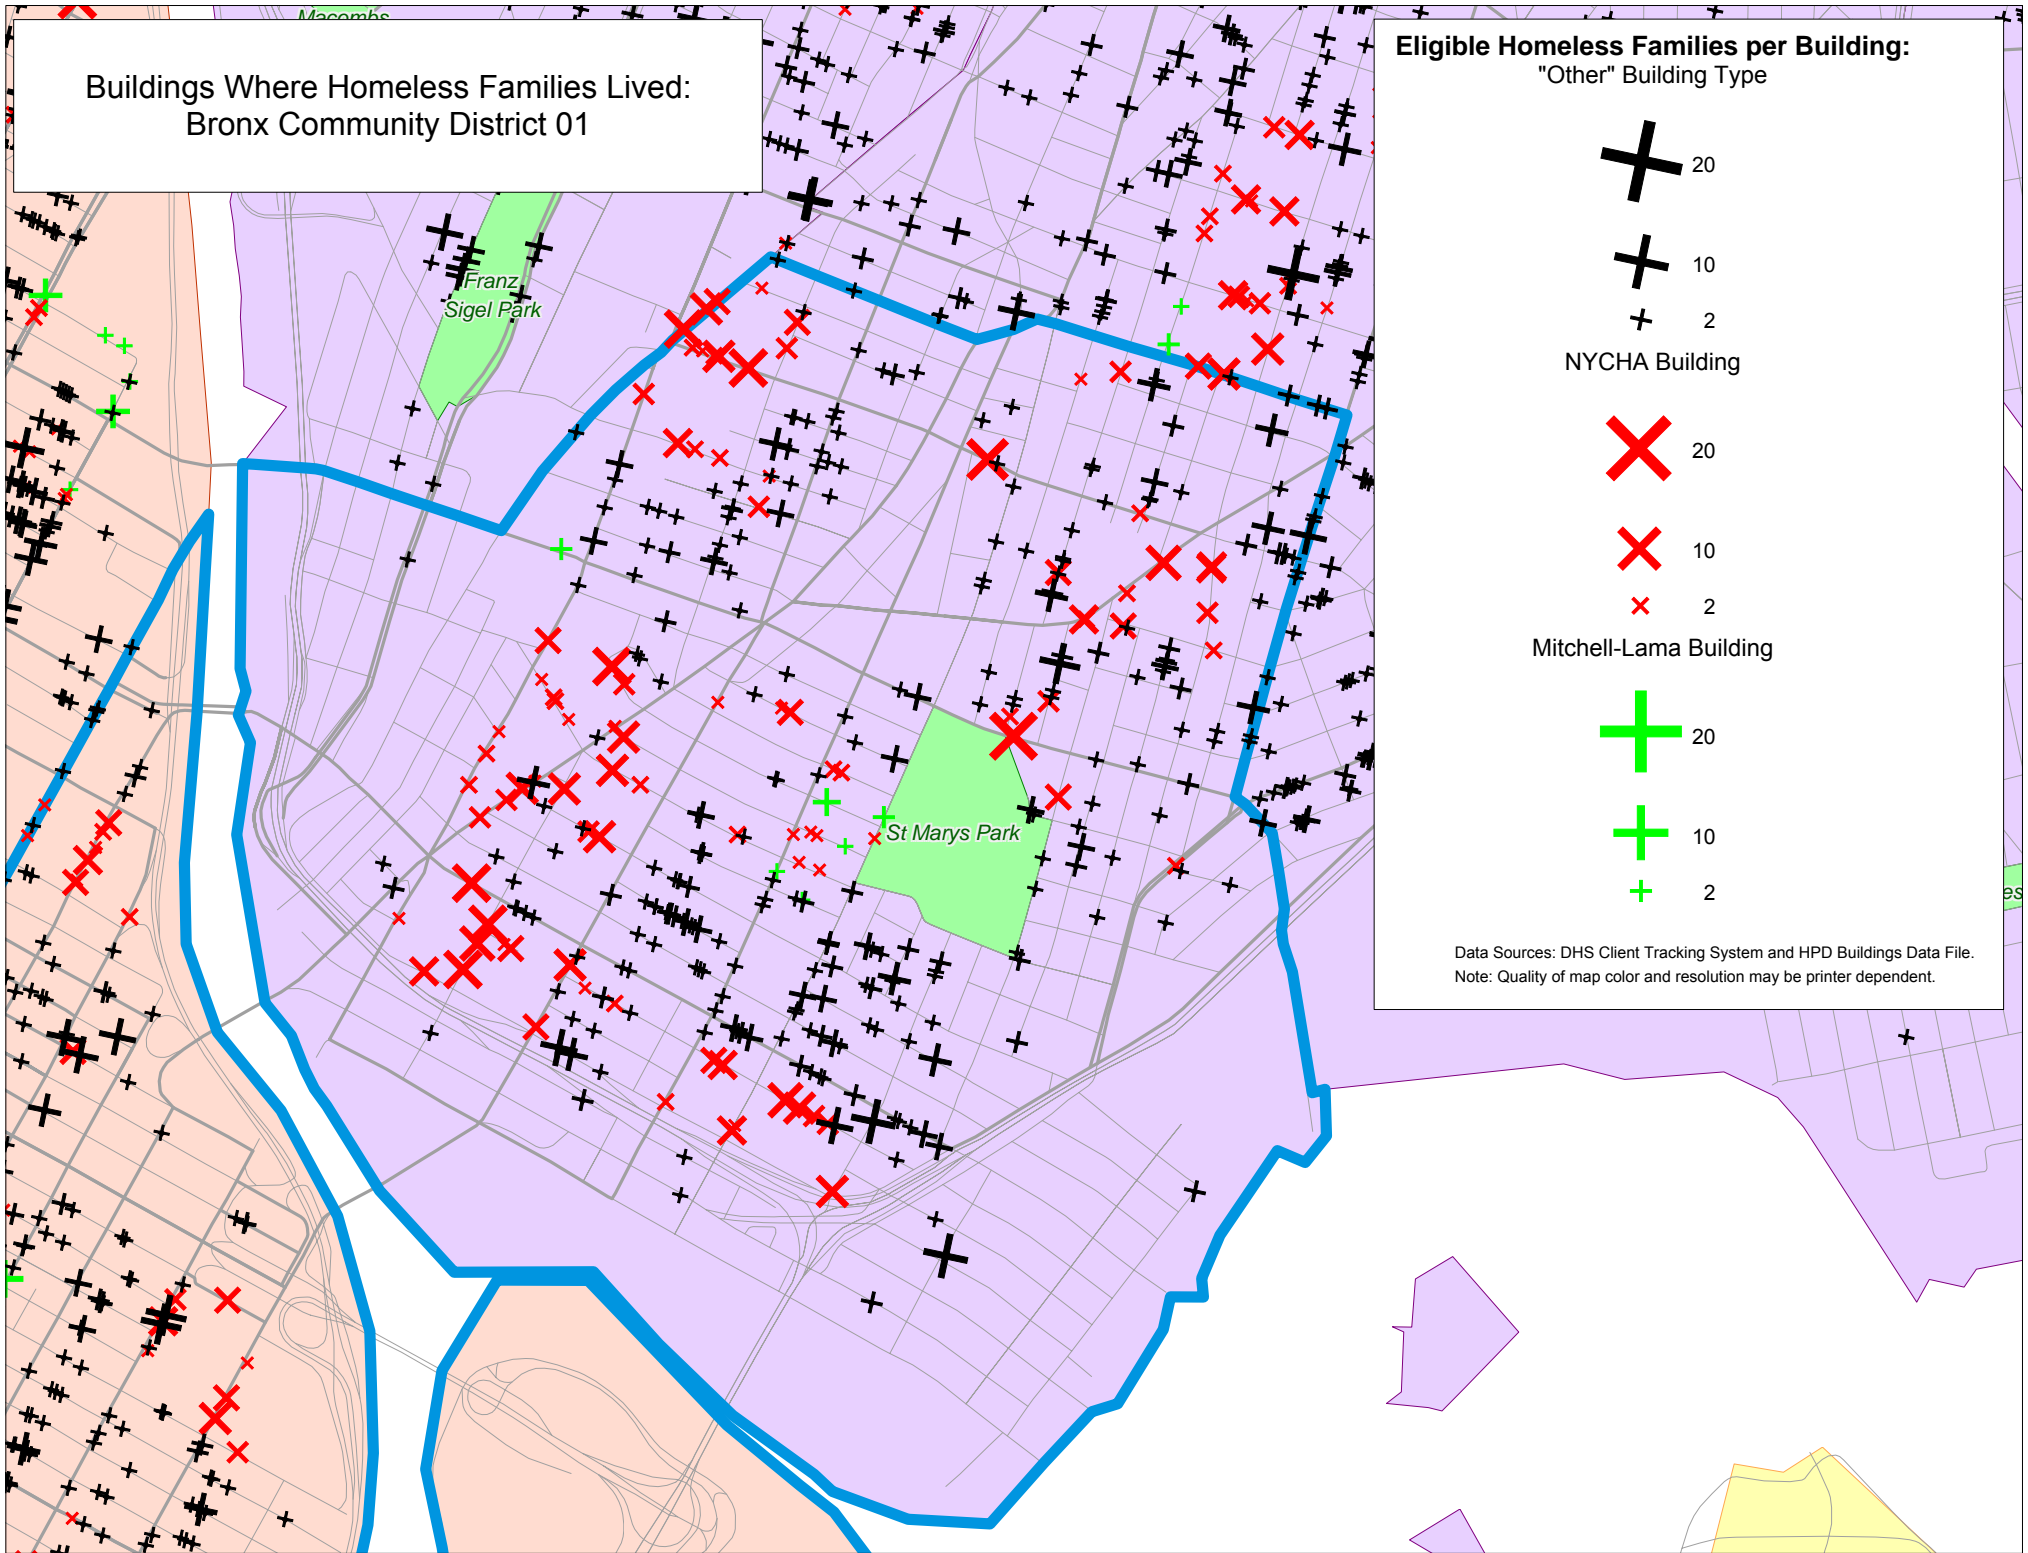 Macombs
Buildings Where Homeless Families Lived:
Bronx Community District 01
Franz
Sigel Park
St Marys Park
Eligible Homeless Families per Building:
"Other" Building Type
20
10
2
NYCHA Building
20
10
2
Mitchell-Lama Building
20
10
2
Data Sources: DHS Client Tracking System and HPD Buildings Data File.
Note: Quality of map color and resolution may be printer dependent.
es